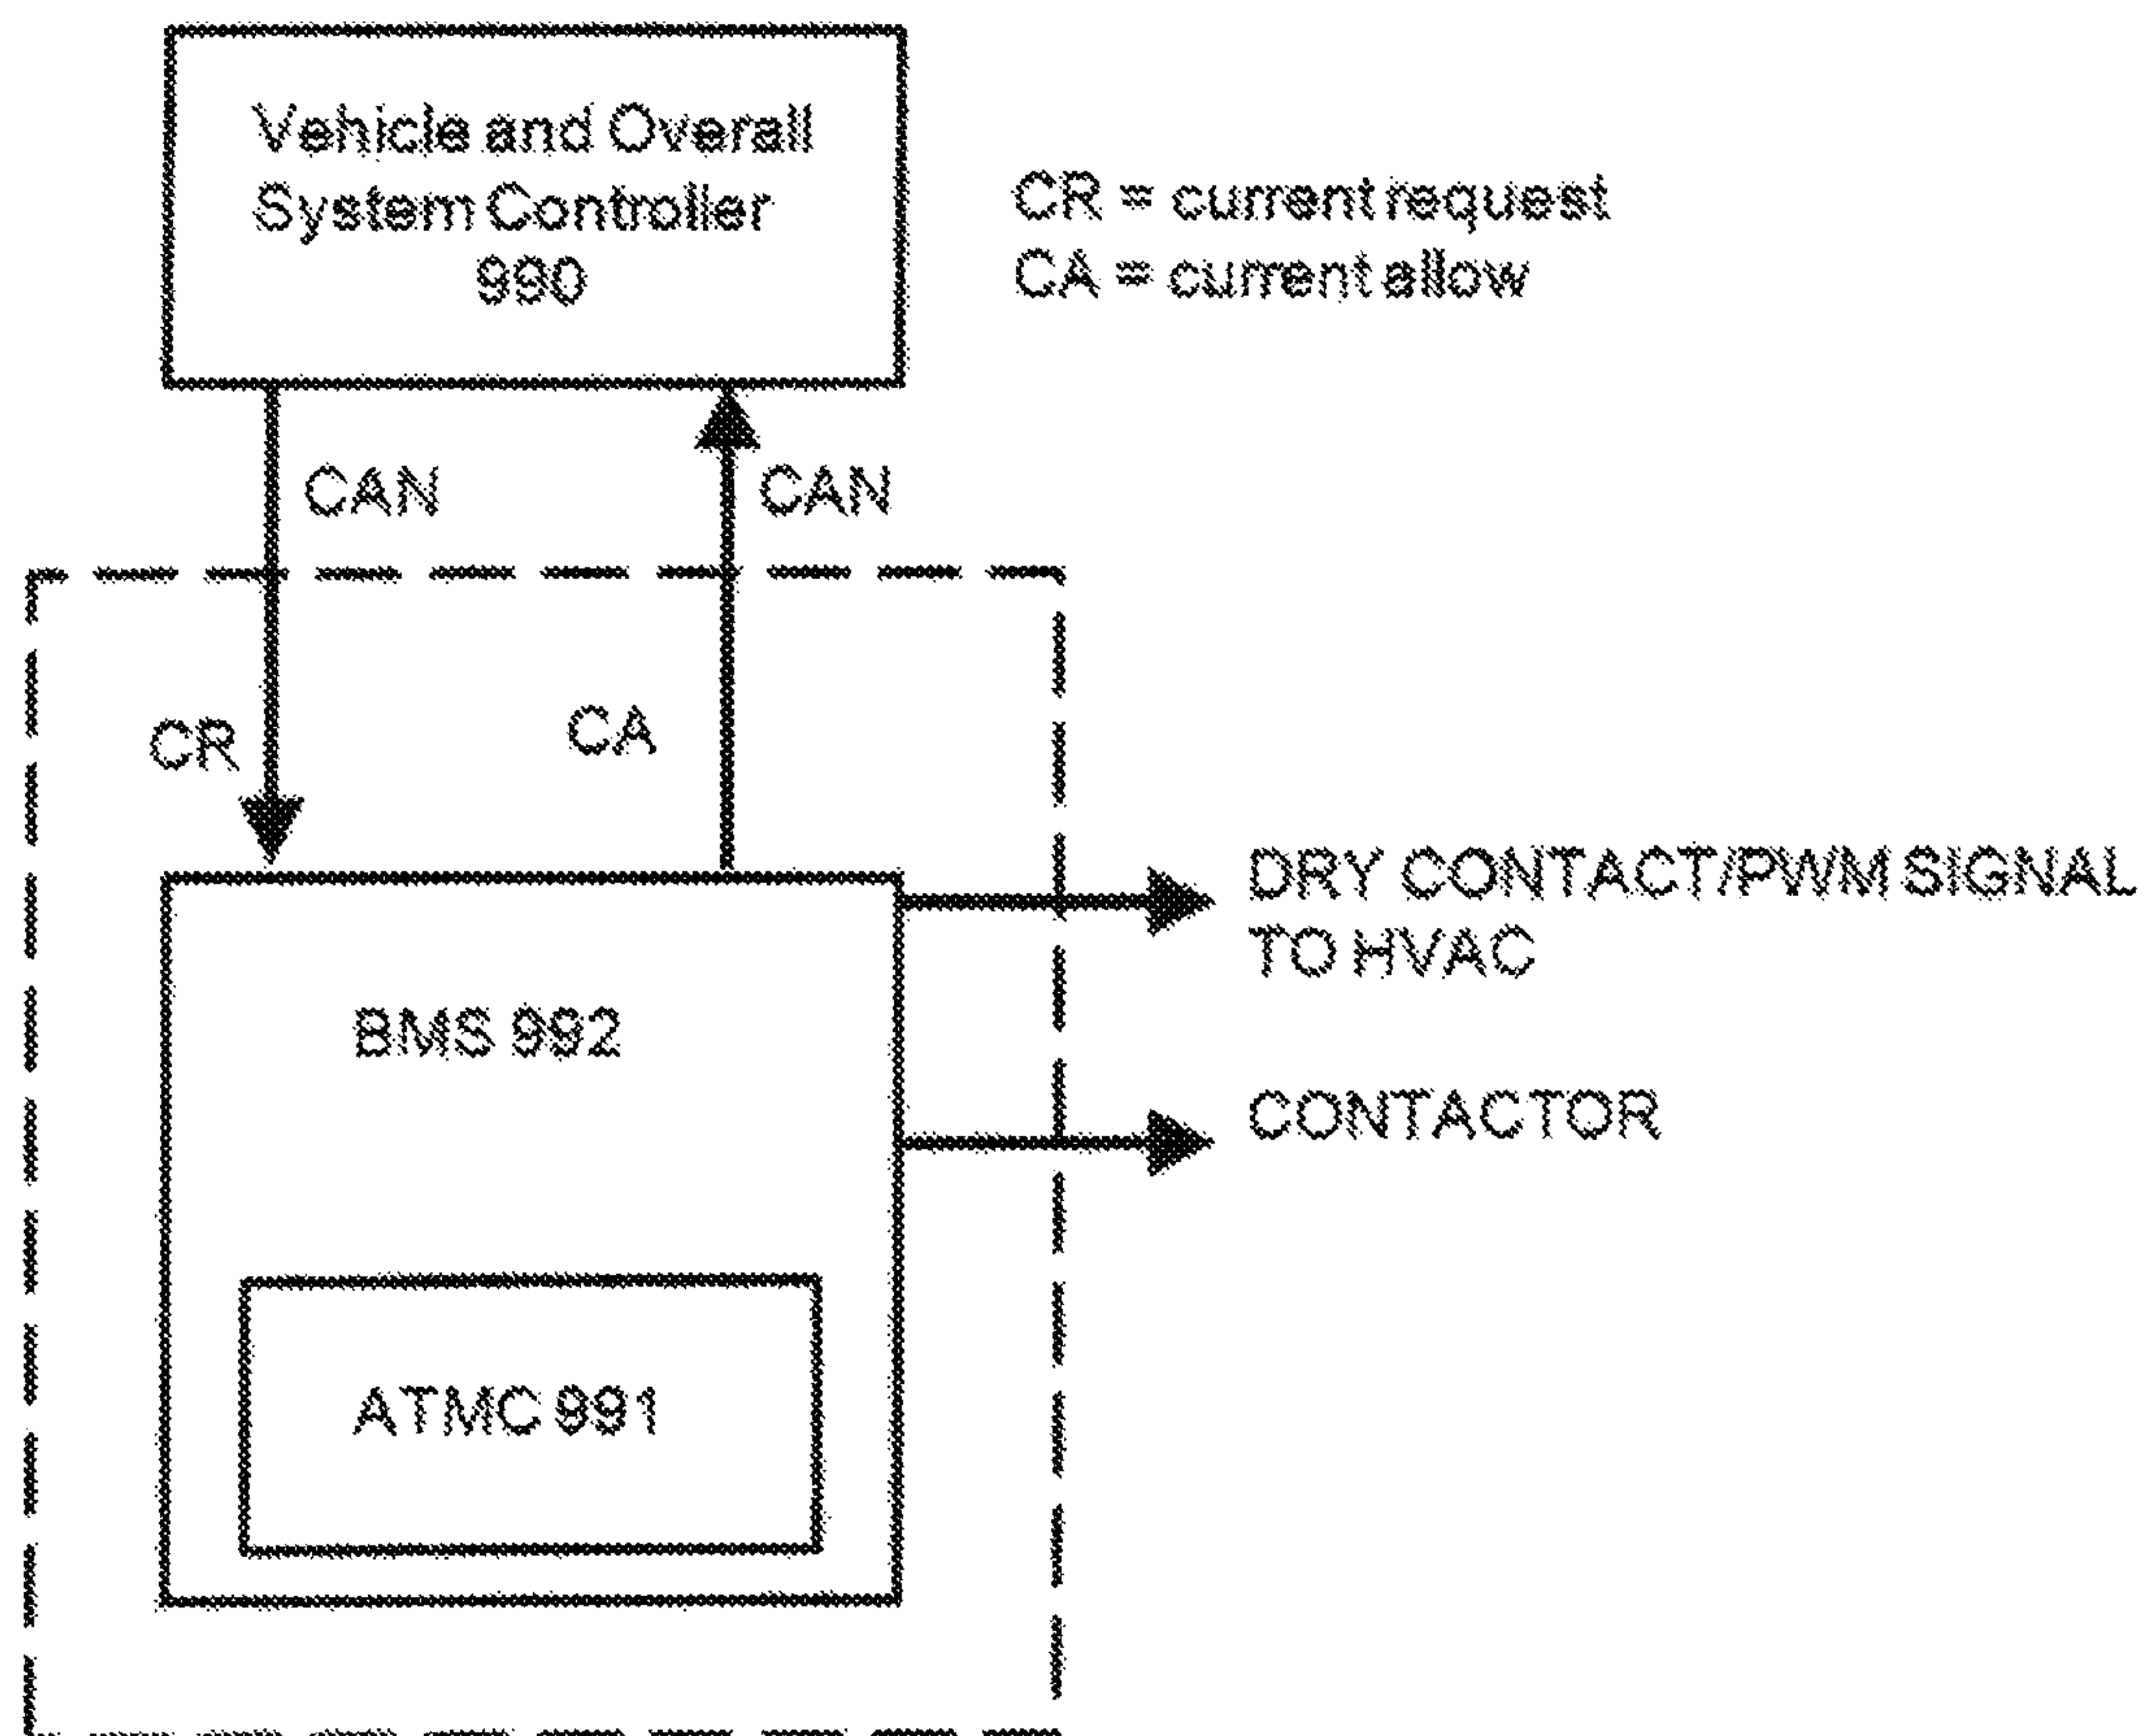 Vehicle and Overall
System Controller
990
CR = current request
CA = current allow
CAN
CAN
CR
CA
DRY CONTACT/PWM SIGNAL
TO HVAC
BMS 992
CONTACTOR
ATMC 991